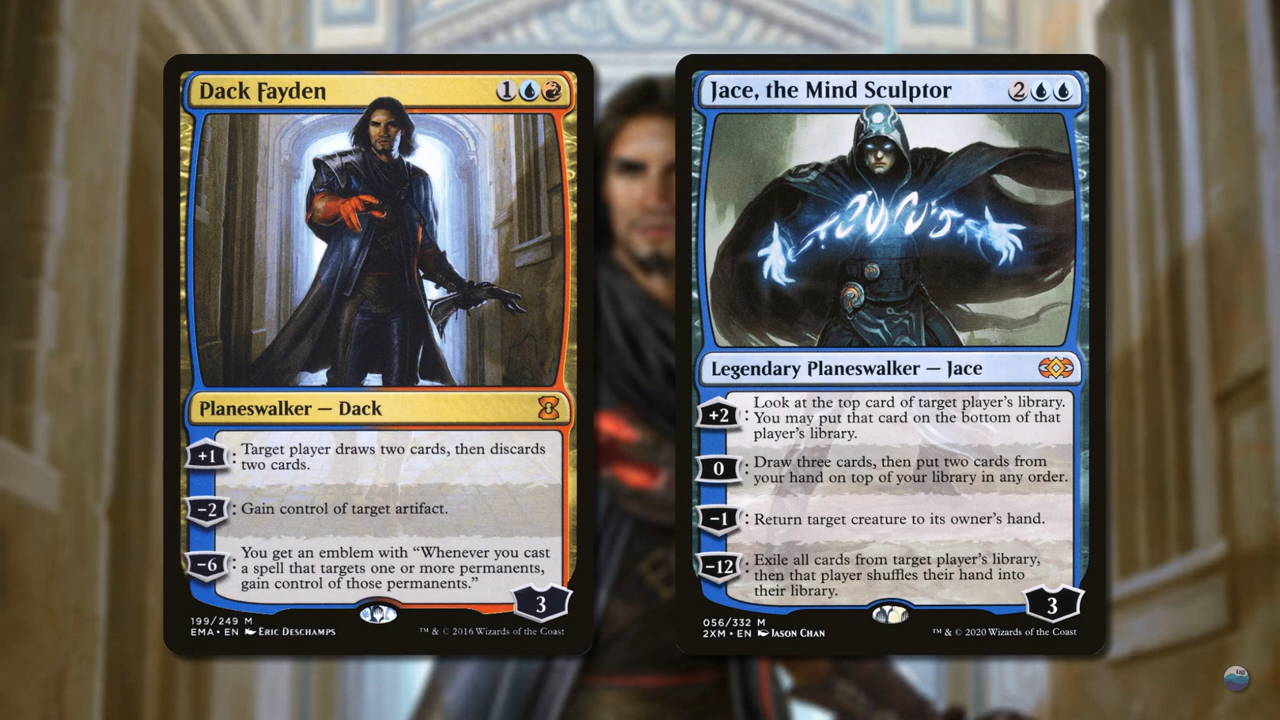 Dack Fayden
1
Planeswalker — Dack
+1 : Target player draws two cards, then discards
two cards.
−2 : Gain control of target artifact.
−6 : You get an emblem with “Whenever you cast
a spell that targets one or more permanents,
gain control of those permanents.”
3
199/249 M
EMA • EN Eric Deschamps
™ & © 2016 Wizards of the Coast
Jace, the Mind Sculptor
2
Legendary Planeswalker — Jace
+2 : Look at the top card of target player’s library.
You may put that card on the bottom of that
player’s library.
0 : Draw three cards, then put two cards from
your hand on top of your library in any order.
−1 : Return target creature to its owner’s hand.
−12 : Exile all cards from target player’s library,
then that player shuffles their hand into
their library.
3
056/332 M
2XM • EN Jason Chan
™ & © 2020 Wizards of the Coast